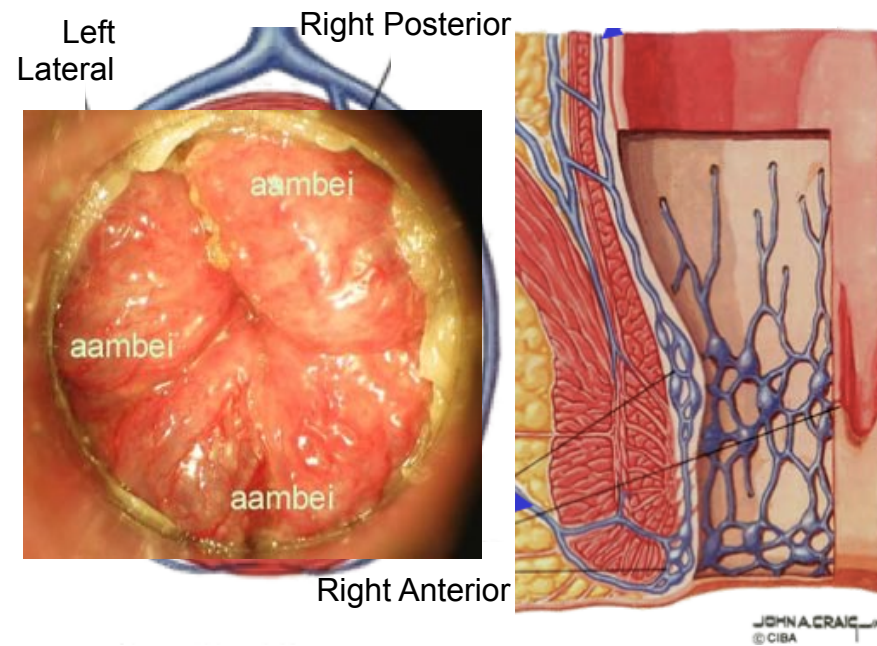 Left
Lateral
Right Posterior
aambei
aambei
aambei
Right Anterior
JOHN A. CRAIG
© CIBA